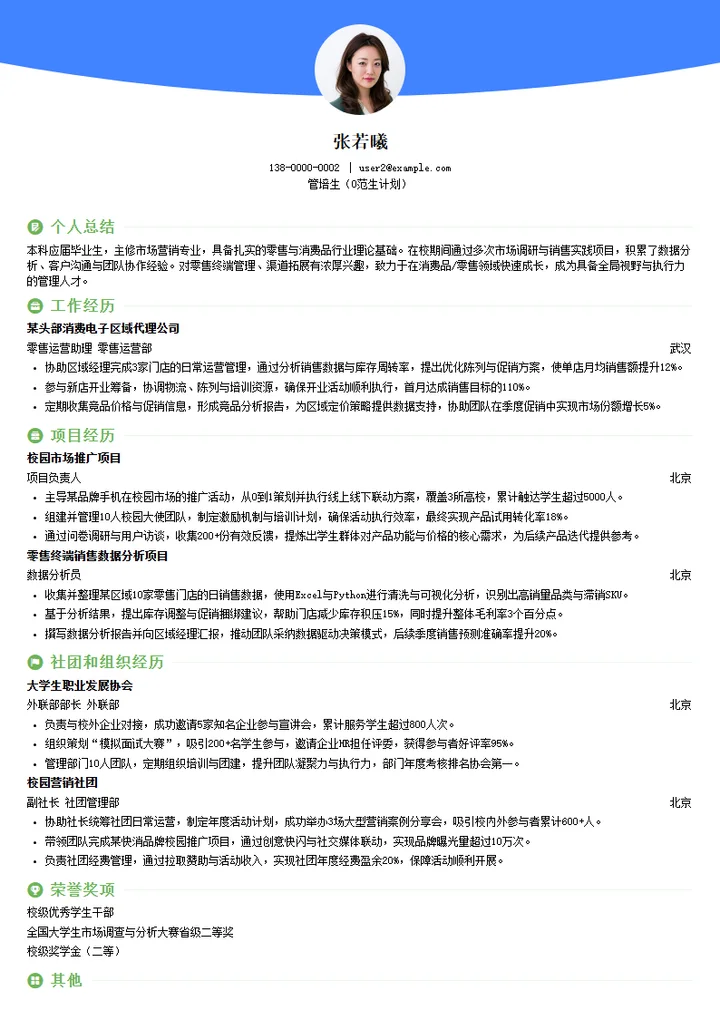 张若曦
138-0000-0002 | user2@example.com
管培生（O范生计划）
个人总结
本科应届毕业生，主修市场营销专业，具备扎实的零售与消费品行业理论基础。在校期间通过多次市场调研与销售实践项目，积累了数据分
析、客户沟通与团队协作经验。对零售终端管理、渠道拓展有浓厚兴趣，致力于在消费品/零售领域快速成长，成为具备全局视野与执行力
的管理人才。
工作经历
某头部消费电子区域代理公司
零售运营助理 零售运营部 武汉
• 协助区域经理完成3家门店的日常运营管理，通过分析销售数据与库存周转率，提出优化陈列与促销方案，使单店月均销售额提升12%。
• 参与新店开业筹备，协调物流、陈列与培训资源，确保开业活动顺利执行，首月达成销售目标的110%。
• 定期收集竞品价格与促销信息，形成竞品分析报告，为区域定价策略提供数据支持，协助团队在季度促销中实现市场份额增长5%。
项目经历
校园市场推广项目
项目负责人 北京
• 主导某品牌手机在校园市场的推广活动，从0到1策划并执行线上线下联动方案，覆盖3所高校，累计触达学生超过5000人。
• 组建并管理10人校园大使团队，制定激励机制与培训计划，确保活动执行效率，最终实现产品试用转化率18%。
• 通过问卷调研与用户访谈，收集200+份有效反馈，提炼出学生群体对产品功能与价格的核心需求，为后续产品迭代提供参考。
零售终端销售数据分析项目
数据分析员 北京
• 收集并整理某区域10家零售门店的日销售数据，使用Excel与Python进行清洗与可视化分析，识别出高销量品类与滞销SKU。
• 基于分析结果，提出库存调整与促销捆绑建议，帮助门店减少库存积压15%，同时提升整体毛利率3个百分点。
• 撰写数据分析报告并向区域经理汇报，推动团队采纳数据驱动决策模式，后续季度销售预测准确率提升20%。
社团和组织经历
大学生职业发展协会
外联部部长 外联部 北京
• 负责与校外企业对接，成功邀请5家知名企业参与宣讲会，累计服务学生超过800人次。
• 组织策划“模拟面试大赛”，吸引200+名学生参与，邀请企业HR担任评委，获得参与者好评率95%。
• 管理部门10人团队，定期组织培训与团建，提升团队凝聚力与执行力，部门年度考核排名协会第一。
校园营销社团
副社长 社团管理部 北京
• 协助社长统筹社团日常运营，制定年度活动计划，成功举办3场大型营销案例分享会，吸引校内外参与者累计600+人。
• 带领团队完成某快消品牌校园推广项目，通过创意快闪与社交媒体联动，实现品牌曝光量超过10万次。
• 负责社团经费管理，通过拉取赞助与活动收入，实现社团年度经费盈余20%，保障活动顺利开展。
荣誉奖项
校级优秀学生干部
全国大学生市场调查与分析大赛省级二等奖
校级奖学金（二等）
其他